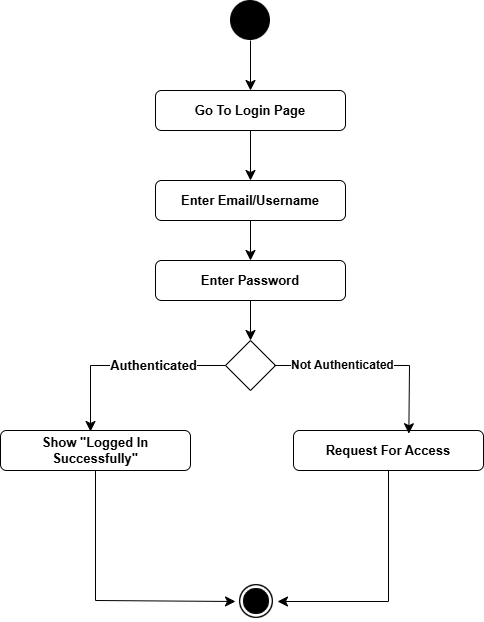 Go To Login Page
Enter Email/Username
Enter Password
Authenticated
Not Authenticated
Show "Logged In
Successfully"
Request For Access